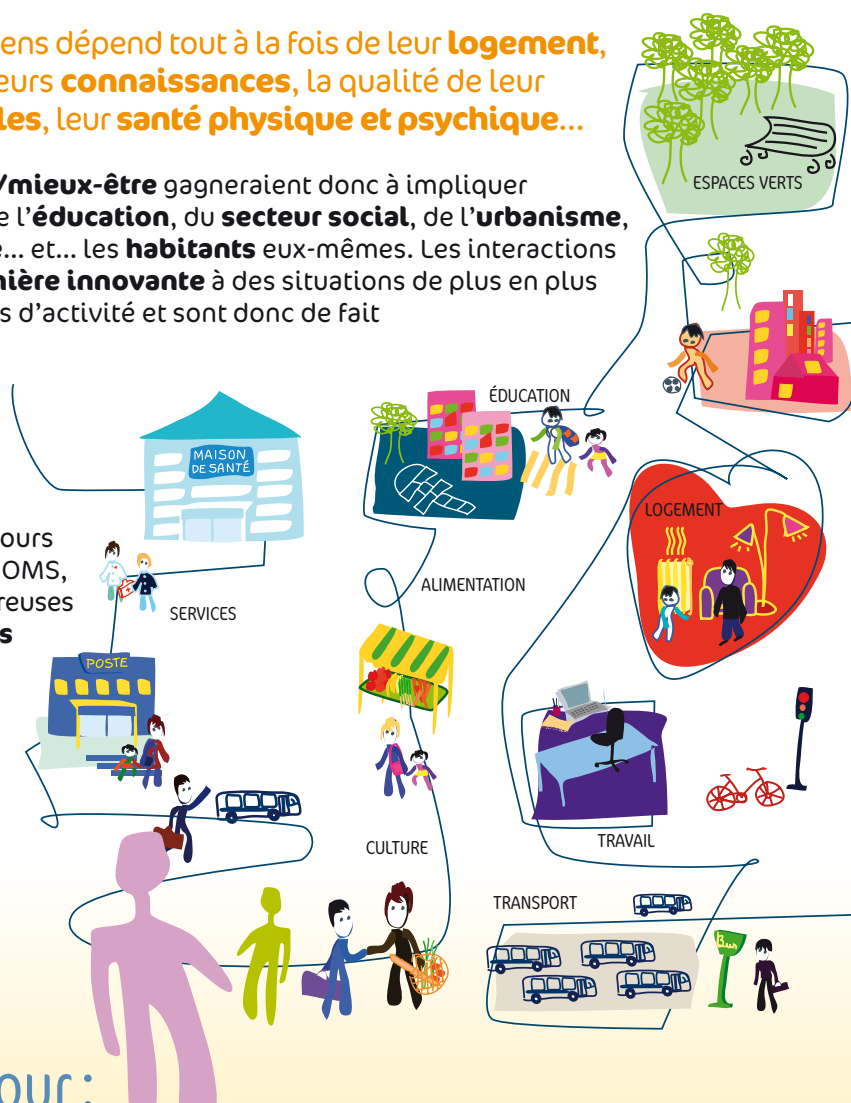 ens dépend tout à la fois de leur logement,
eurs connaissances, la qualité de leur
les, leur santé physique et psychique...
/mieux-être gagneraient donc à impliquer
e l'éducation, du secteur social, de l'urbanisme,
e... et... les habitants eux-mêmes. Les interactions
nière innovante à des situations de plus en plus
s d'activité et sont donc de fait
ESPACES VERTS
ÉDUCATION
MAISON
DE SANTÉ
LOGEMENT
ours
OMS,
reuses
s
SERVICES
ALIMENTATION
POSTE
CULTURE
TRAVAIL
TRANSPORT
Bus
our :